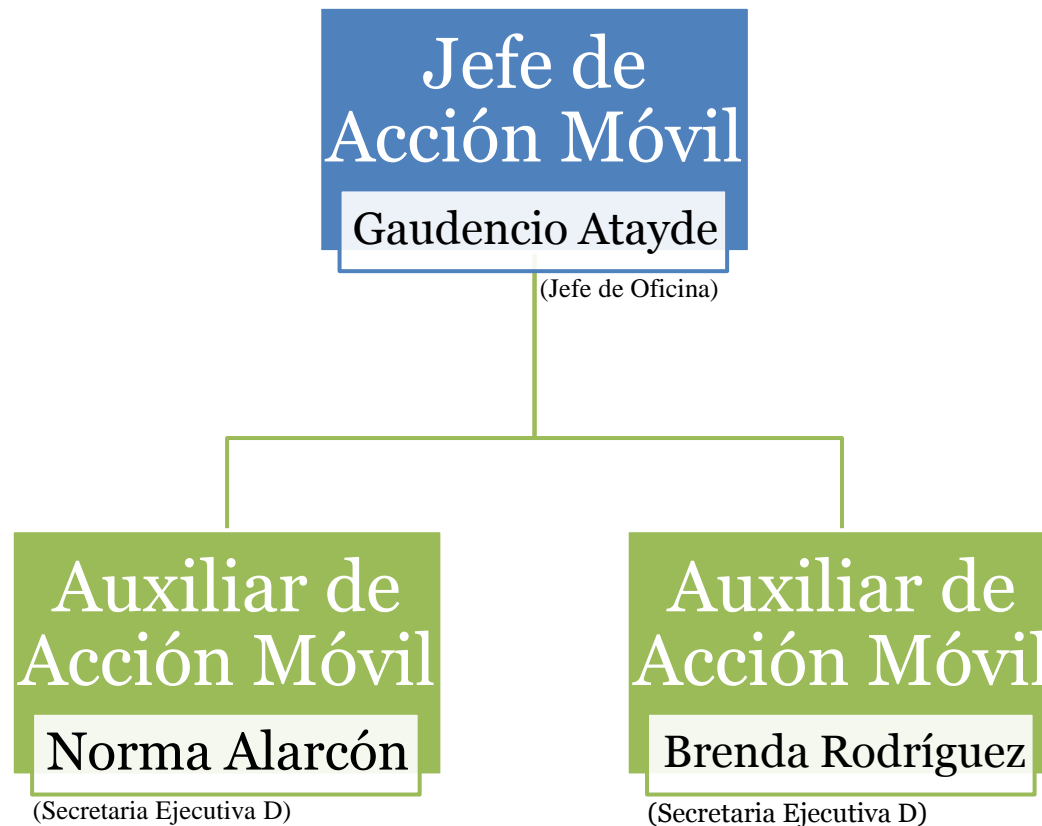 Jefe de
Acción Móvil
Gaudencio Atayde
(Jefe de Oficina)
Auxiliar de
Acción Móvil
Norma Alarcón
(Secretaria Ejecutiva D)
Auxiliar de
Acción Móvil
Brenda Rodríguez
(Secretaria Ejecutiva D)